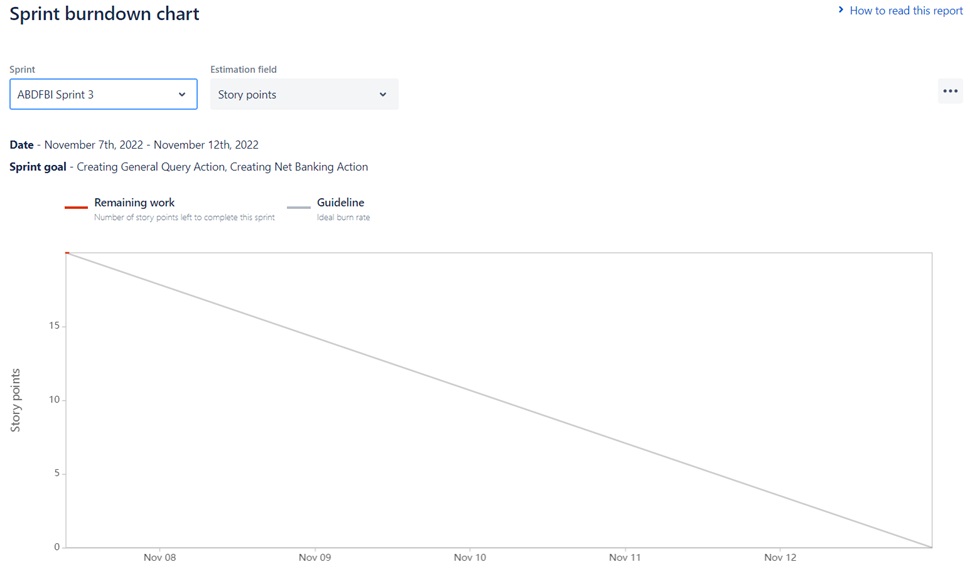 Sprint burndown chart
How to read this report
Sprint
Estimation field
ABDFBI Sprint 3
Story points
Date - November 7th, 2022 - November 12th, 2022
Sprint goal - Creating General Query Action, Creating Net Banking Action
Remaining work
Number of story points left to complete this sprint
Guideline
Ideal burn rate
Story points
15
10
5
0
Nov 08
Nov 09
Nov 10
Nov 11
Nov 12